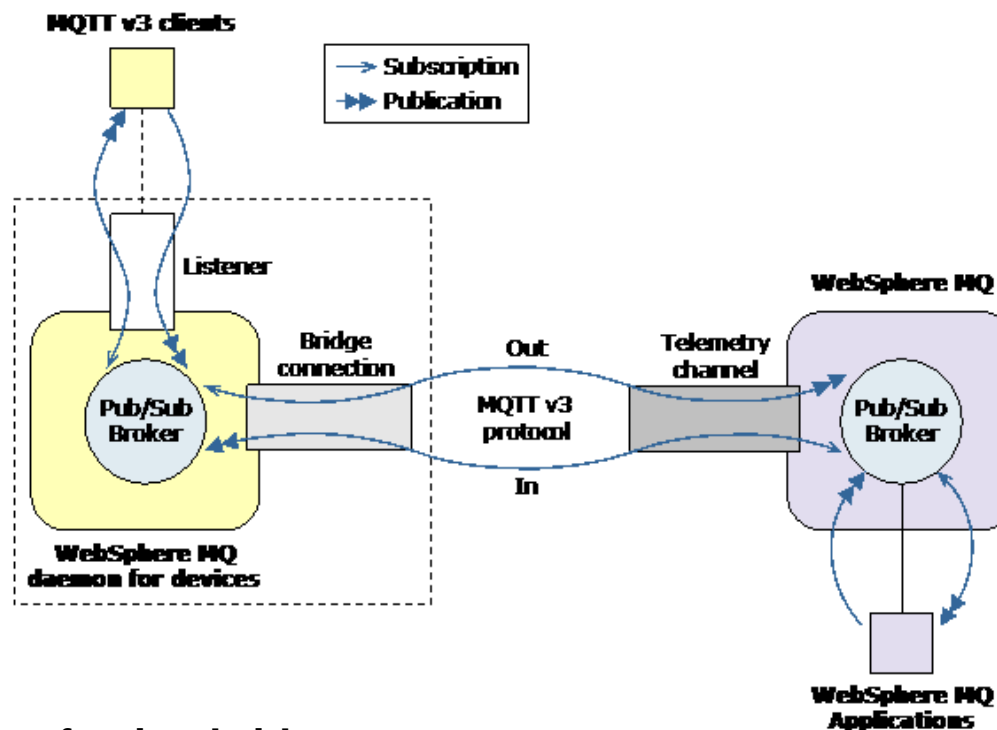 MQTT v3 clients
Subscription
Publication
Listener
WebSphere MQ
Bridge
connection
Out
Telemetry
channel
Pub/Sub
Broker
MQTT v3
protocol
Pub/Sub
Broker
In
WebSphere MQ
daemon for devices
WebSphere MQ
Applications